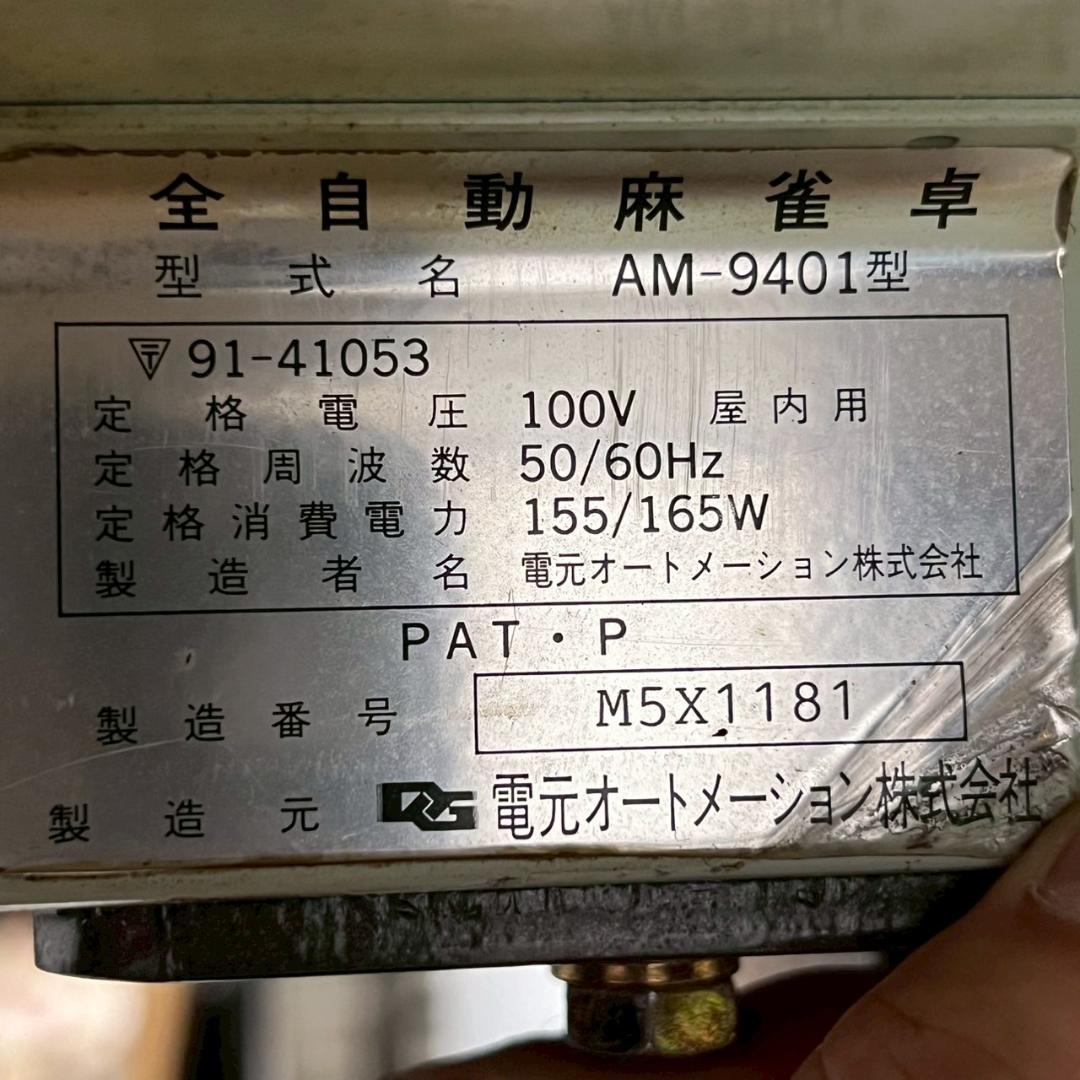 全自動麻雀卓
型式名 AM-9401型
〒 91-41053
定格電圧 100V 屋内用
定格周波数 50/60Hz
定格消費電力 155/165W
製造者名 電元オートメーション株式会社
PAT・P
製造番号 M5X1181
製造元 電元オートメーション株式会社